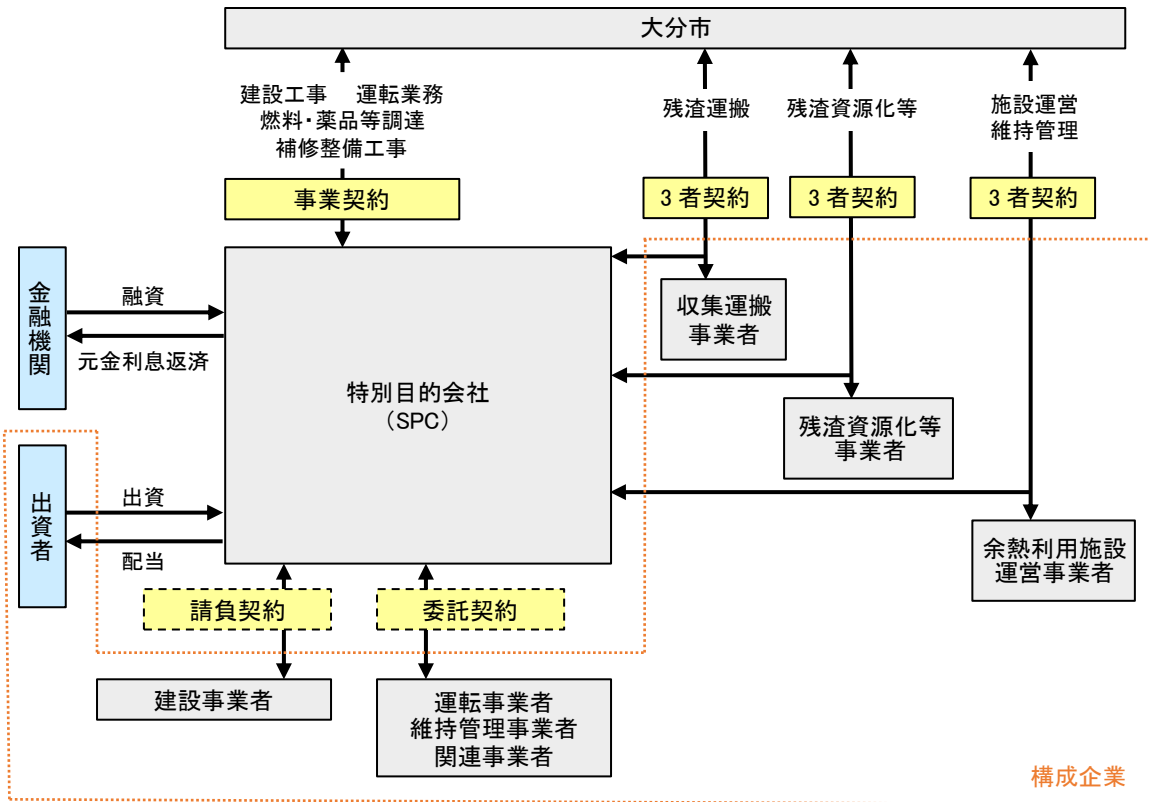 大分市
建設工事　運転業務
燃料・薬品等調達
補修整備工事
残渣運搬
残渣資源化等
施設運営
維持管理
事業契約
3 者契約
3 者契約
3 者契約
金融機関
融資
元金利息返済
特別目的会社
（SPC）
収集運搬
事業者
残渣資源化等
事業者
余熱利用施設
運営事業者
出資者
出資
配当
請負契約
委託契約
建設事業者
運転事業者
維持管理事業者
関連事業者
構成企業